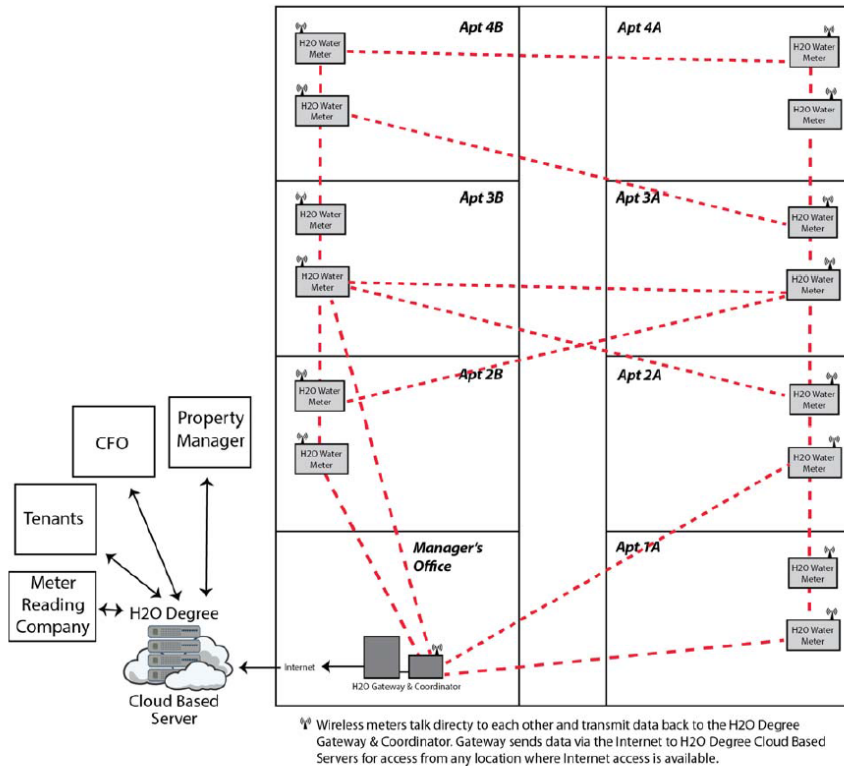 Apt 4B
Apt 4A
H2O Water
Meter
H2O Water
Meter
H2O Water
Meter
H2O Water
Meter
Apt 3B
Apt 3A
H2O Water
Meter
H2O Water
Meter
H2O Water
Meter
H2O Water
Meter
Apt 2B
Apt 2A
H2O Water
Meter
H2O Water
Meter
H2O Water
Meter
H2O Water
Meter
Property
Manager
CFO
Tenants
Meter
Reading
Company
H2O Degree
Cloud Based
Server
Manager's
Office
Apt 1A
H2O Water
Meter
H2O Water
Meter
Internet
H2O Gateway & Coordinator
Wireless meters talk directy to each other and transmit data back to the H2O Degree
Gateway & Coordinator. Gateway sends data via the Internet to H2O Degree Cloud Based
Servers for access from any location where Internet access is available.